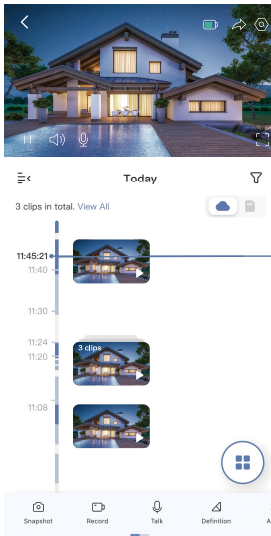 Today
3 clips in total. View All
11:45:21
11:40
11:30
11:24
3 clips
11:20
11:08
Snapshot
Record
Talk
Definition
A